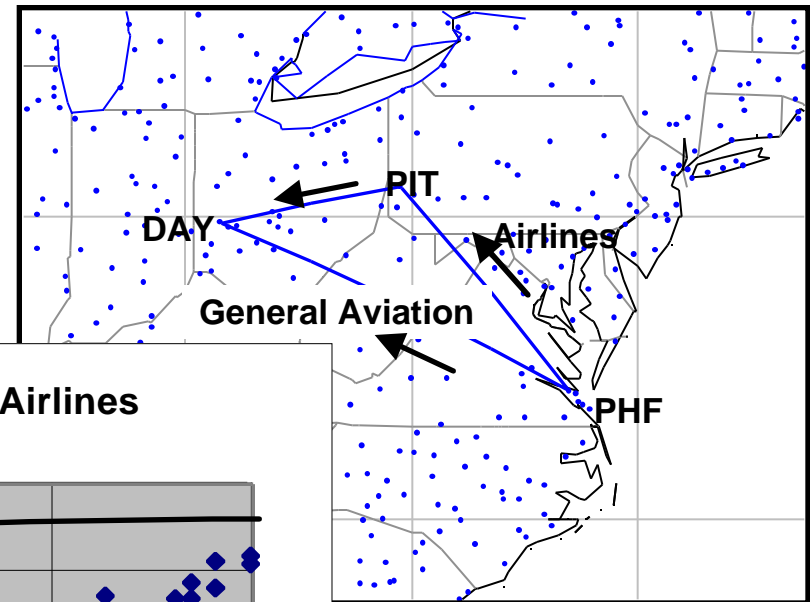 PIT
DAY
Airlines
General Aviation
Airlines
PHF